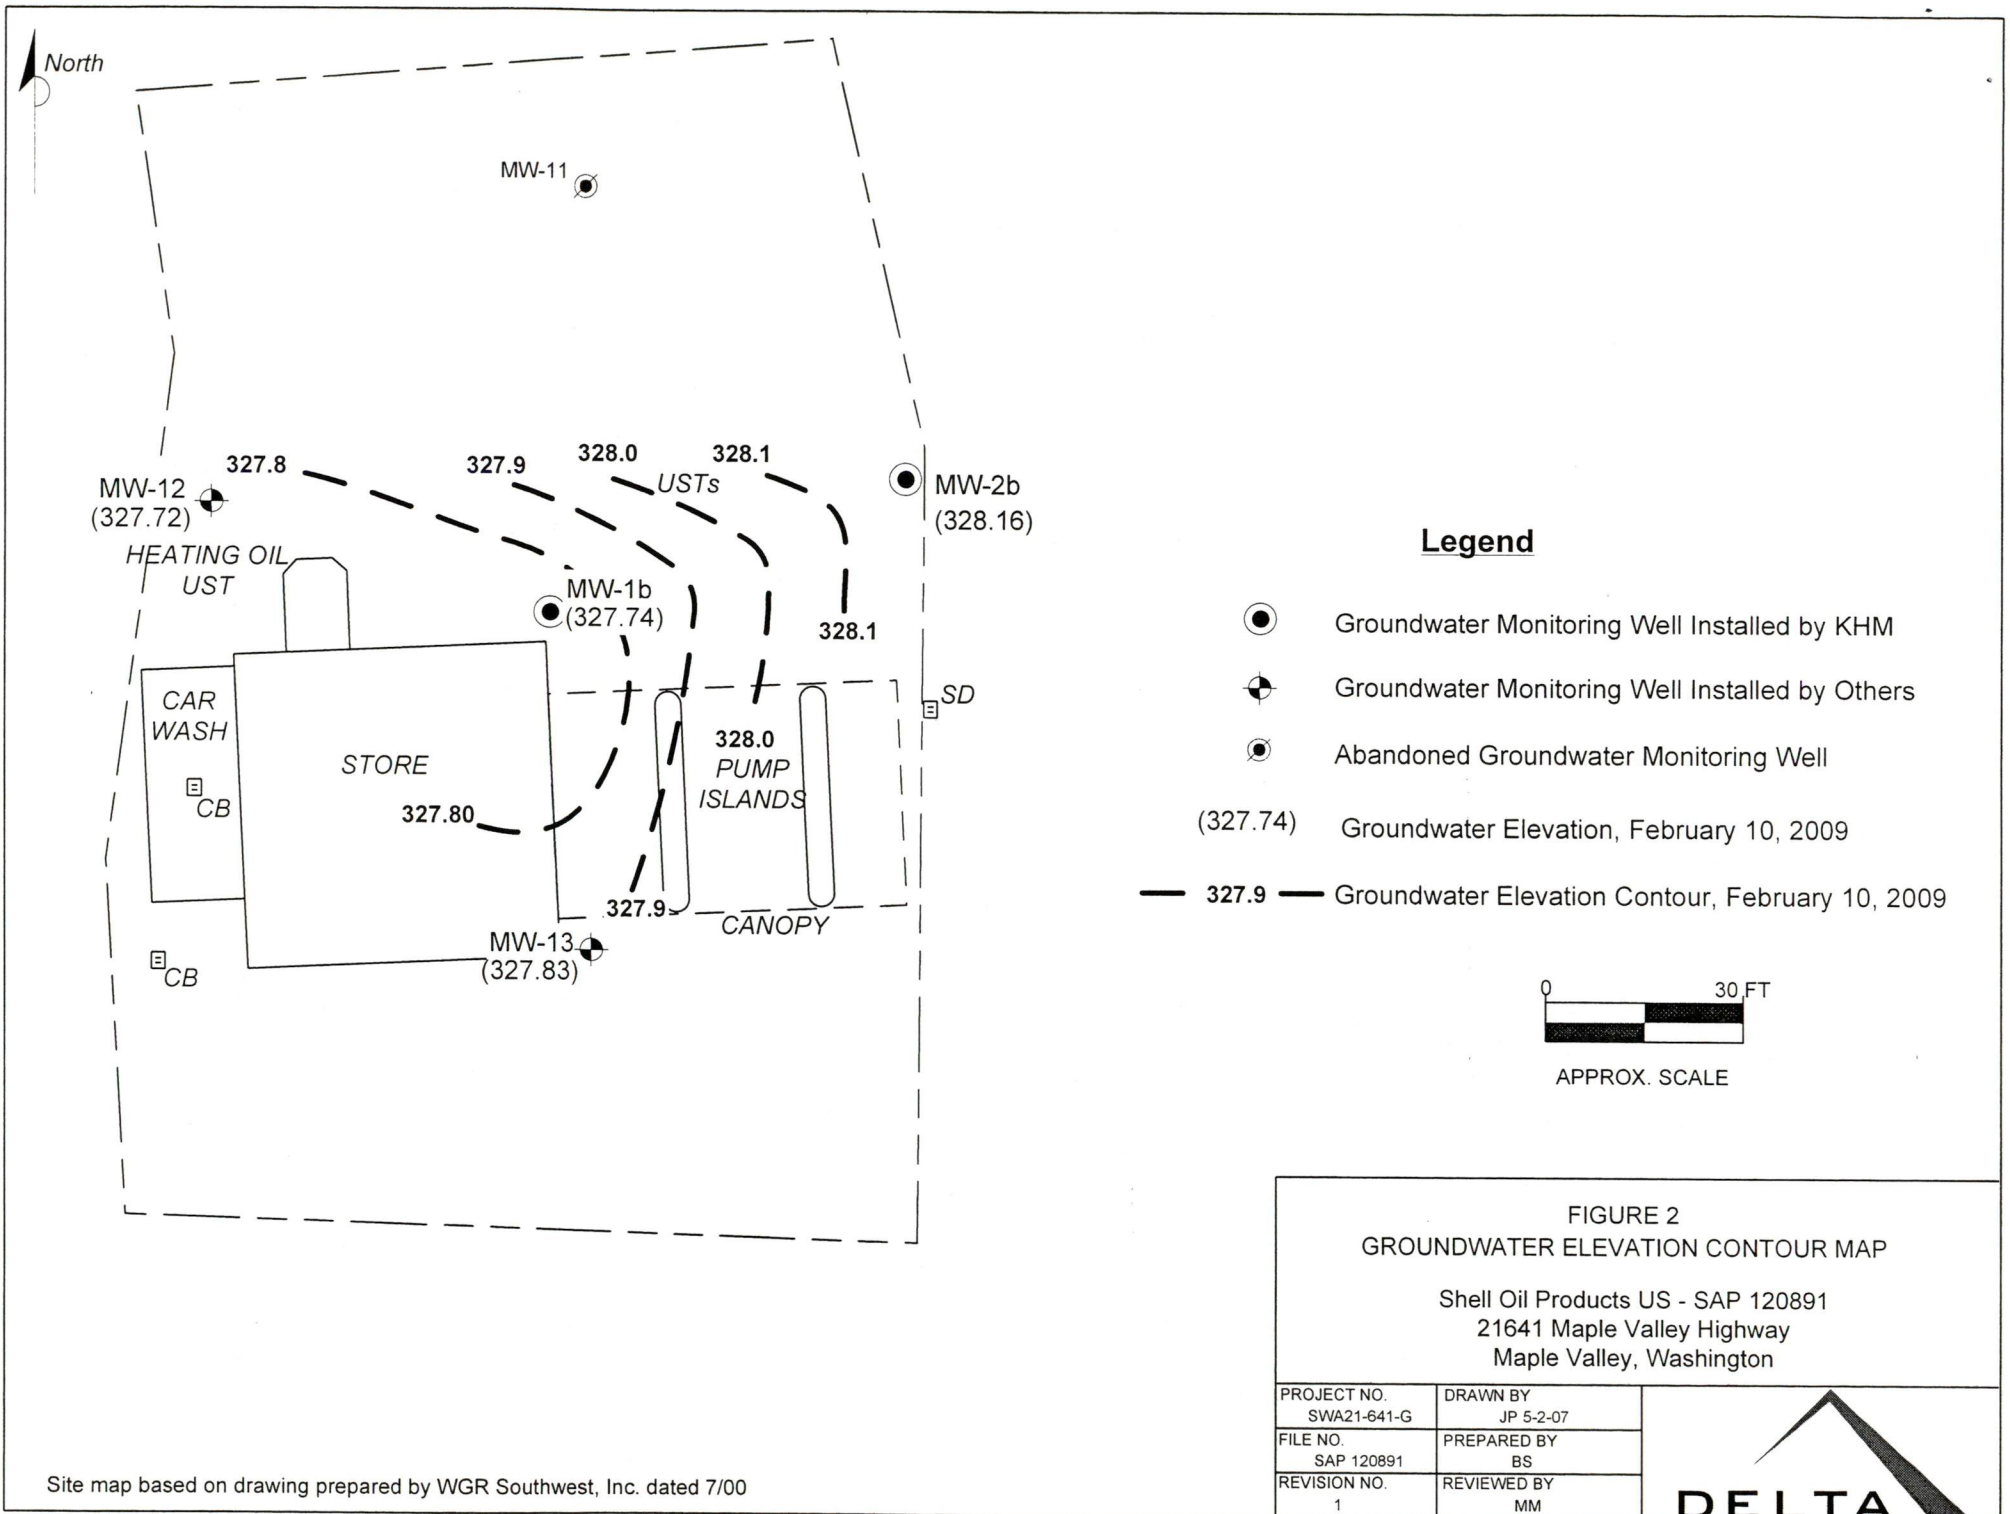 North
MW-11
327.8
327.9
328.0
328.1
USTs
MW-12
(327.72)
MW-2b
(328.16)
HEATING OIL
UST
MW-1b
(327.74)
328.1
CAR
WASH
SD
STORE
328.0
PUMP
ISLANDS
CB
327.80
327.9
CANOPY
MW-13
(327.83)
CB
Legend
Groundwater Monitoring Well Installed by KHM
Groundwater Monitoring Well Installed by Others
Abandoned Groundwater Monitoring Well
(327.74) Groundwater Elevation, February 10, 2009
327.9 Groundwater Elevation Contour, February 10, 2009
0 30 FT
APPROX. SCALE
FIGURE 2
GROUNDWATER ELEVATION CONTOUR MAP
Shell Oil Products US - SAP 120891
21641 Maple Valley Highway
Maple Valley, Washington
PROJECT NO.
SWA21-641-G
DRAWN BY
JP 5-2-07
FILE NO.
SAP 120891
PREPARED BY
BS
REVISION NO.
1
REVIEWED BY
MM
DELTA
Site map based on drawing prepared by WGR Southwest, Inc. dated 7/00